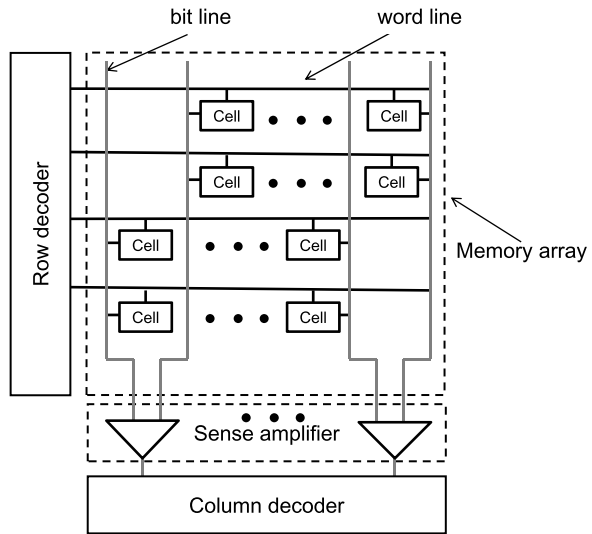 bit line
word line
Row decoder
Cell
Cell
Cell
Cell
Memory array
Cell
Cell
Cell
Cell
Sense amplifier
Column decoder